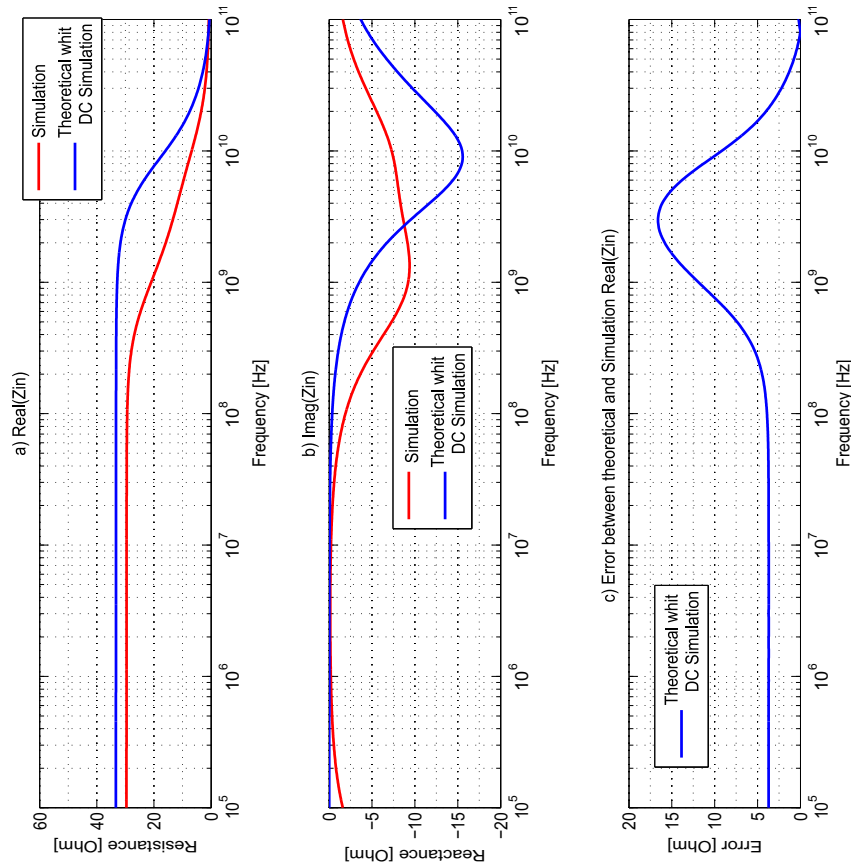 a) Real(Zin)
Resistance [Ohm]
60
40
20
0
10^5
10^6
10^7
10^8
10^9
10^10
10^11
Frequency [Hz]
Simulation
Theoretical whit
DC Simulation
b) Imag(Zin)
Reactance [Ohm]
0
−5
−10
−15
−20
10^5
10^6
10^7
10^8
10^9
10^10
10^11
Frequency [Hz]
Simulation
Theoretical whit
DC Simulation
c) Error between theoretical and Simulation Real(Zin)
Error [Ohm]
20
15
10
5
0
10^5
10^6
10^7
10^8
10^9
10^10
10^11
Frequency [Hz]
Theoretical whit
DC Simulation